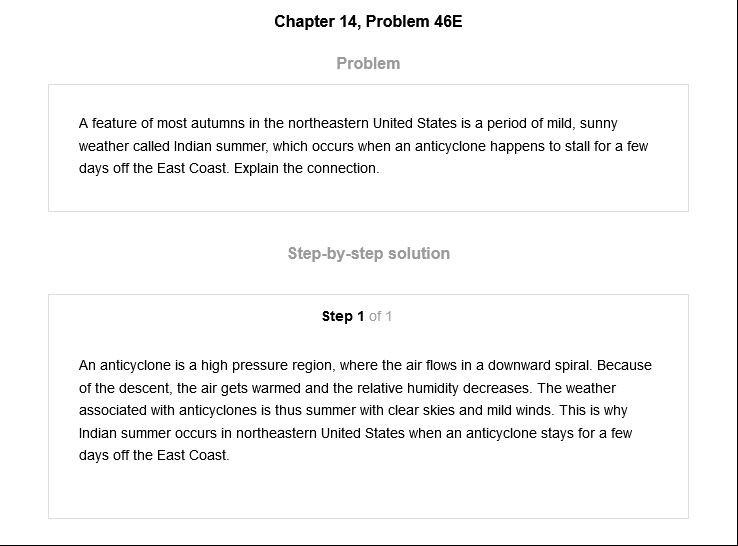 Chapter 14, Problem 46E
Problem
A feature of most autumns in the northeastern United States is a period of mild, sunny
weather called Indian summer, which occurs when an anticyclone happens to stall for a few
days off the East Coast. Explain the connection.
Step-by-step solution
Step 1 of 1
An anticyclone is a high pressure region, where the air flows in a downward spiral. Because
of the descent, the air gets warmed and the relative humidity decreases. The weather
associated with anticyclones is thus summer with clear skies and mild winds. This is why
Indian summer occurs in northeastern United States when an anticyclone stays for a few
days off the East Coast.